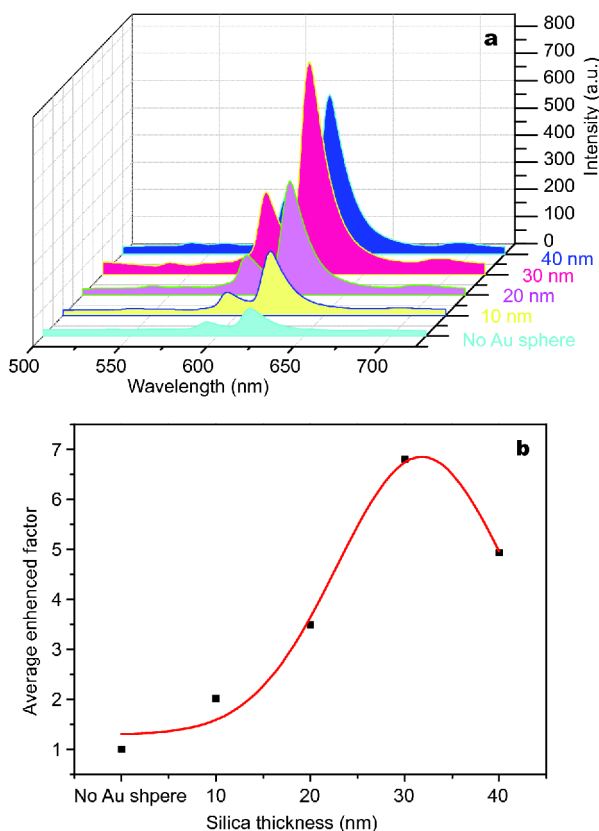 a
800
700
600
500
400
300
200
100
0
Intensity (a.u.)
40 nm
30 nm
20 nm
10 nm
No Au sphere
500 550 600 650 700
Wavelength (nm)
b
7
6
5
4
3
2
1
Average enhenced factor
No Au shpere 10 20 30 40
Silica thickness (nm)